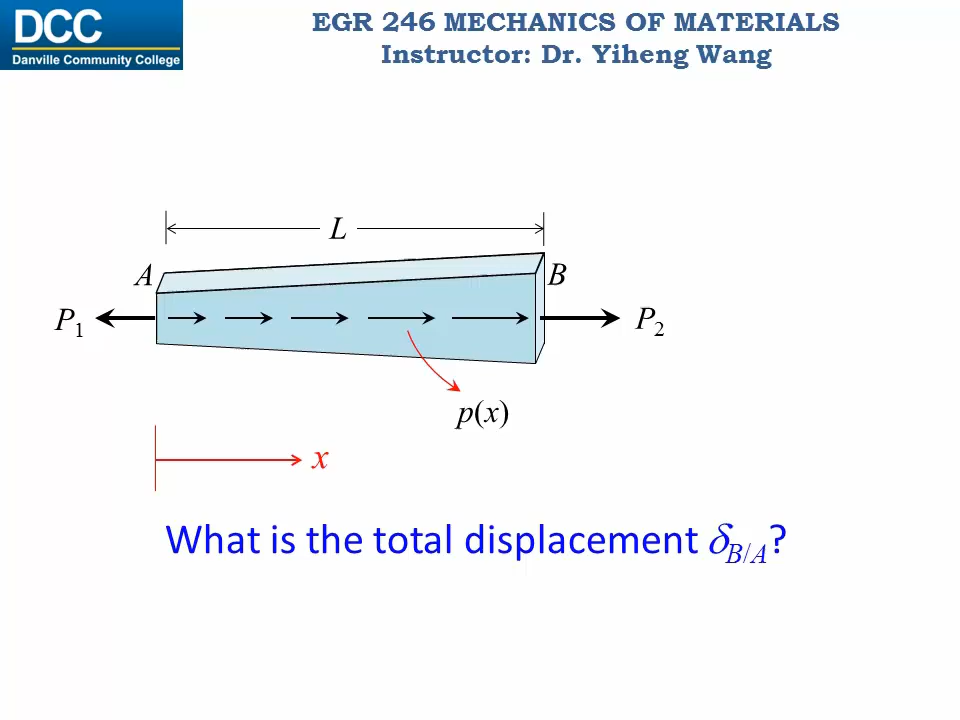 DCC
Danville Community College
EGR 246 MECHANICS OF MATERIALS
Instructor: Dr. Yiheng Wang
L
A
B
P₁
P₂
p(x)
x
What is the total displacement δ_B/A?